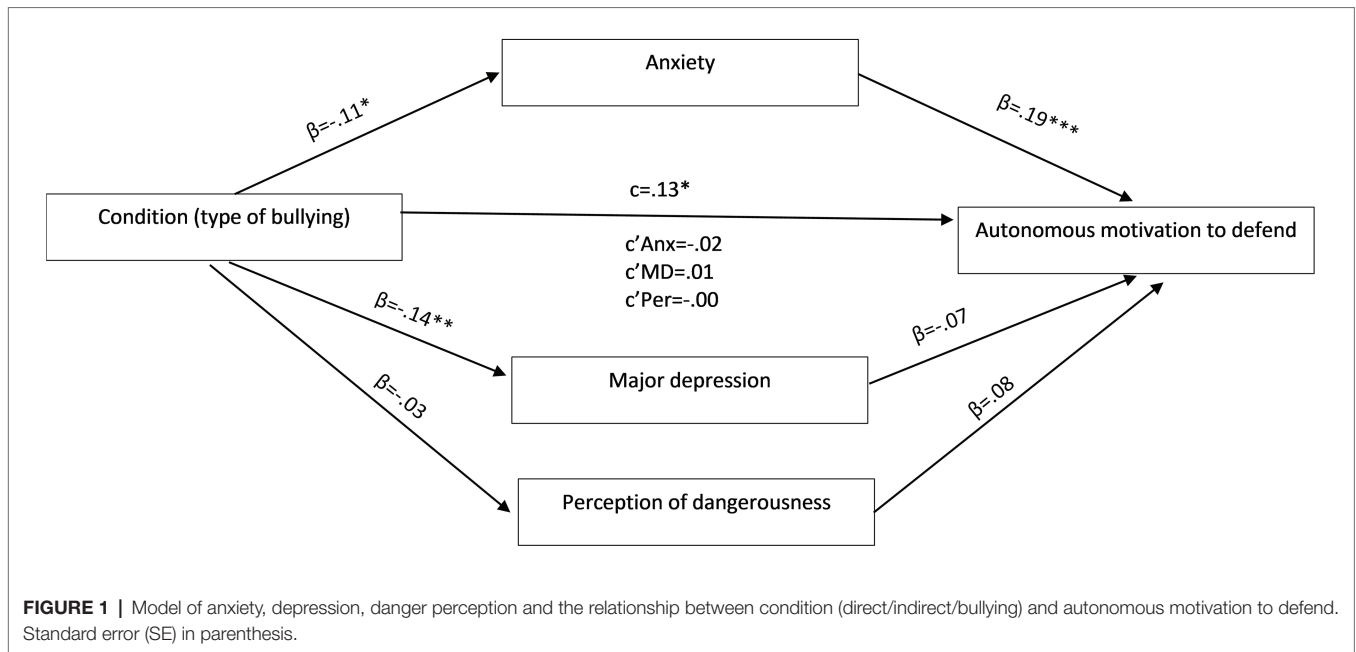 Anxiety
β=-.11*
β=.19***
c=.13*
Condition (type of bullying)
Autonomous motivation to defend
c'Anx=-.02
c'MD=.01
c'Per=-.00
β=-.14**
β=-.07
Major depression
β=-.03
β=.08
Perception of dangerousness
FIGURE 1 | Model of anxiety, depression, danger perception and the relationship between condition (direct/indirect/bullying) and autonomous motivation to defend.
Standard error (SE) in parenthesis.